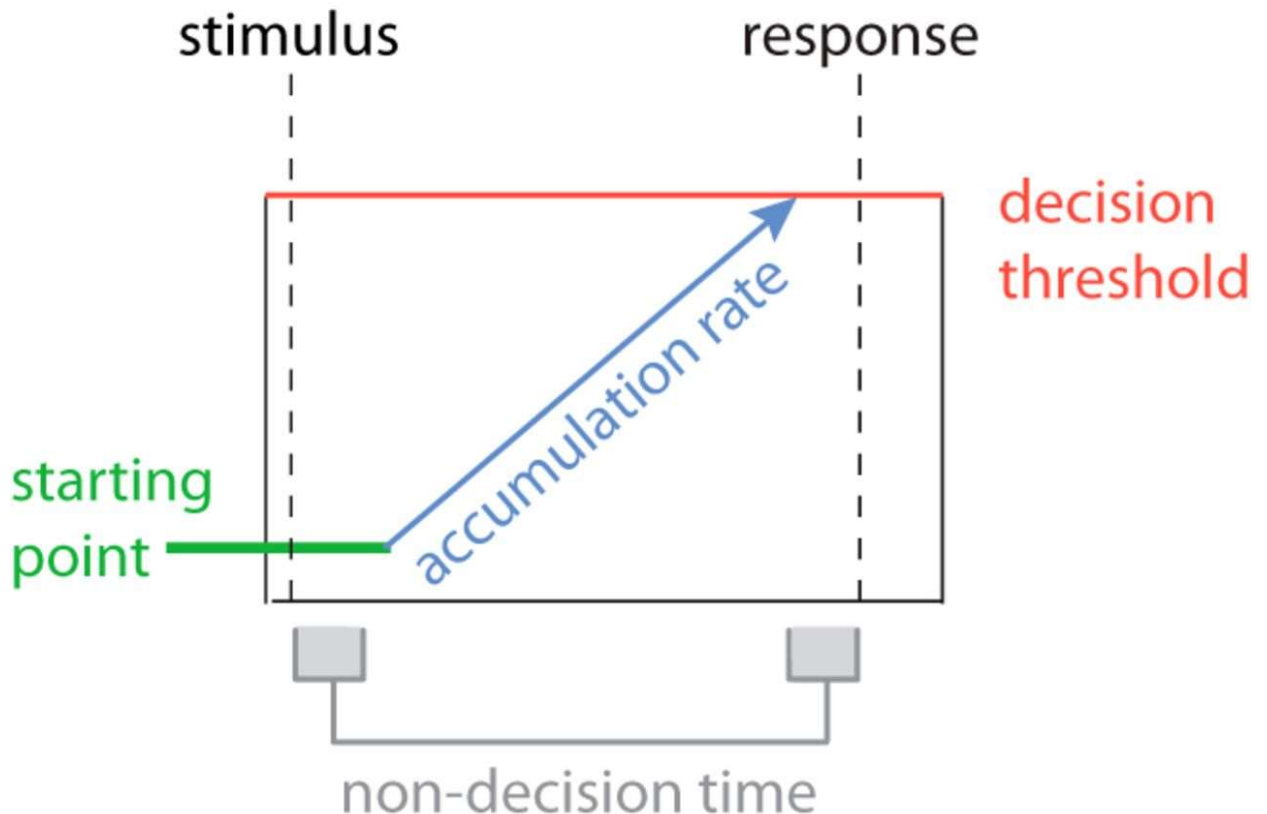 stimulus
response
decision
threshold
accumulation rate
starting
point
non-decision time